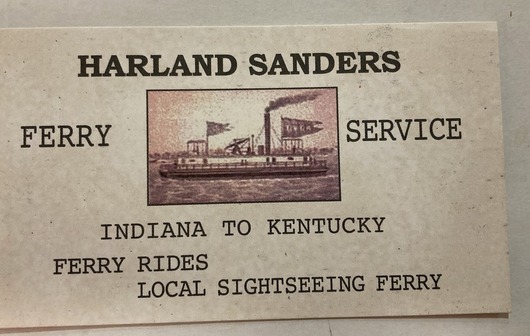 HARLAND SANDERS
FERRY SERVICE
INDIANA TO KENTUCKY
FERRY RIDES
LOCAL SIGHTSEEING FERRY